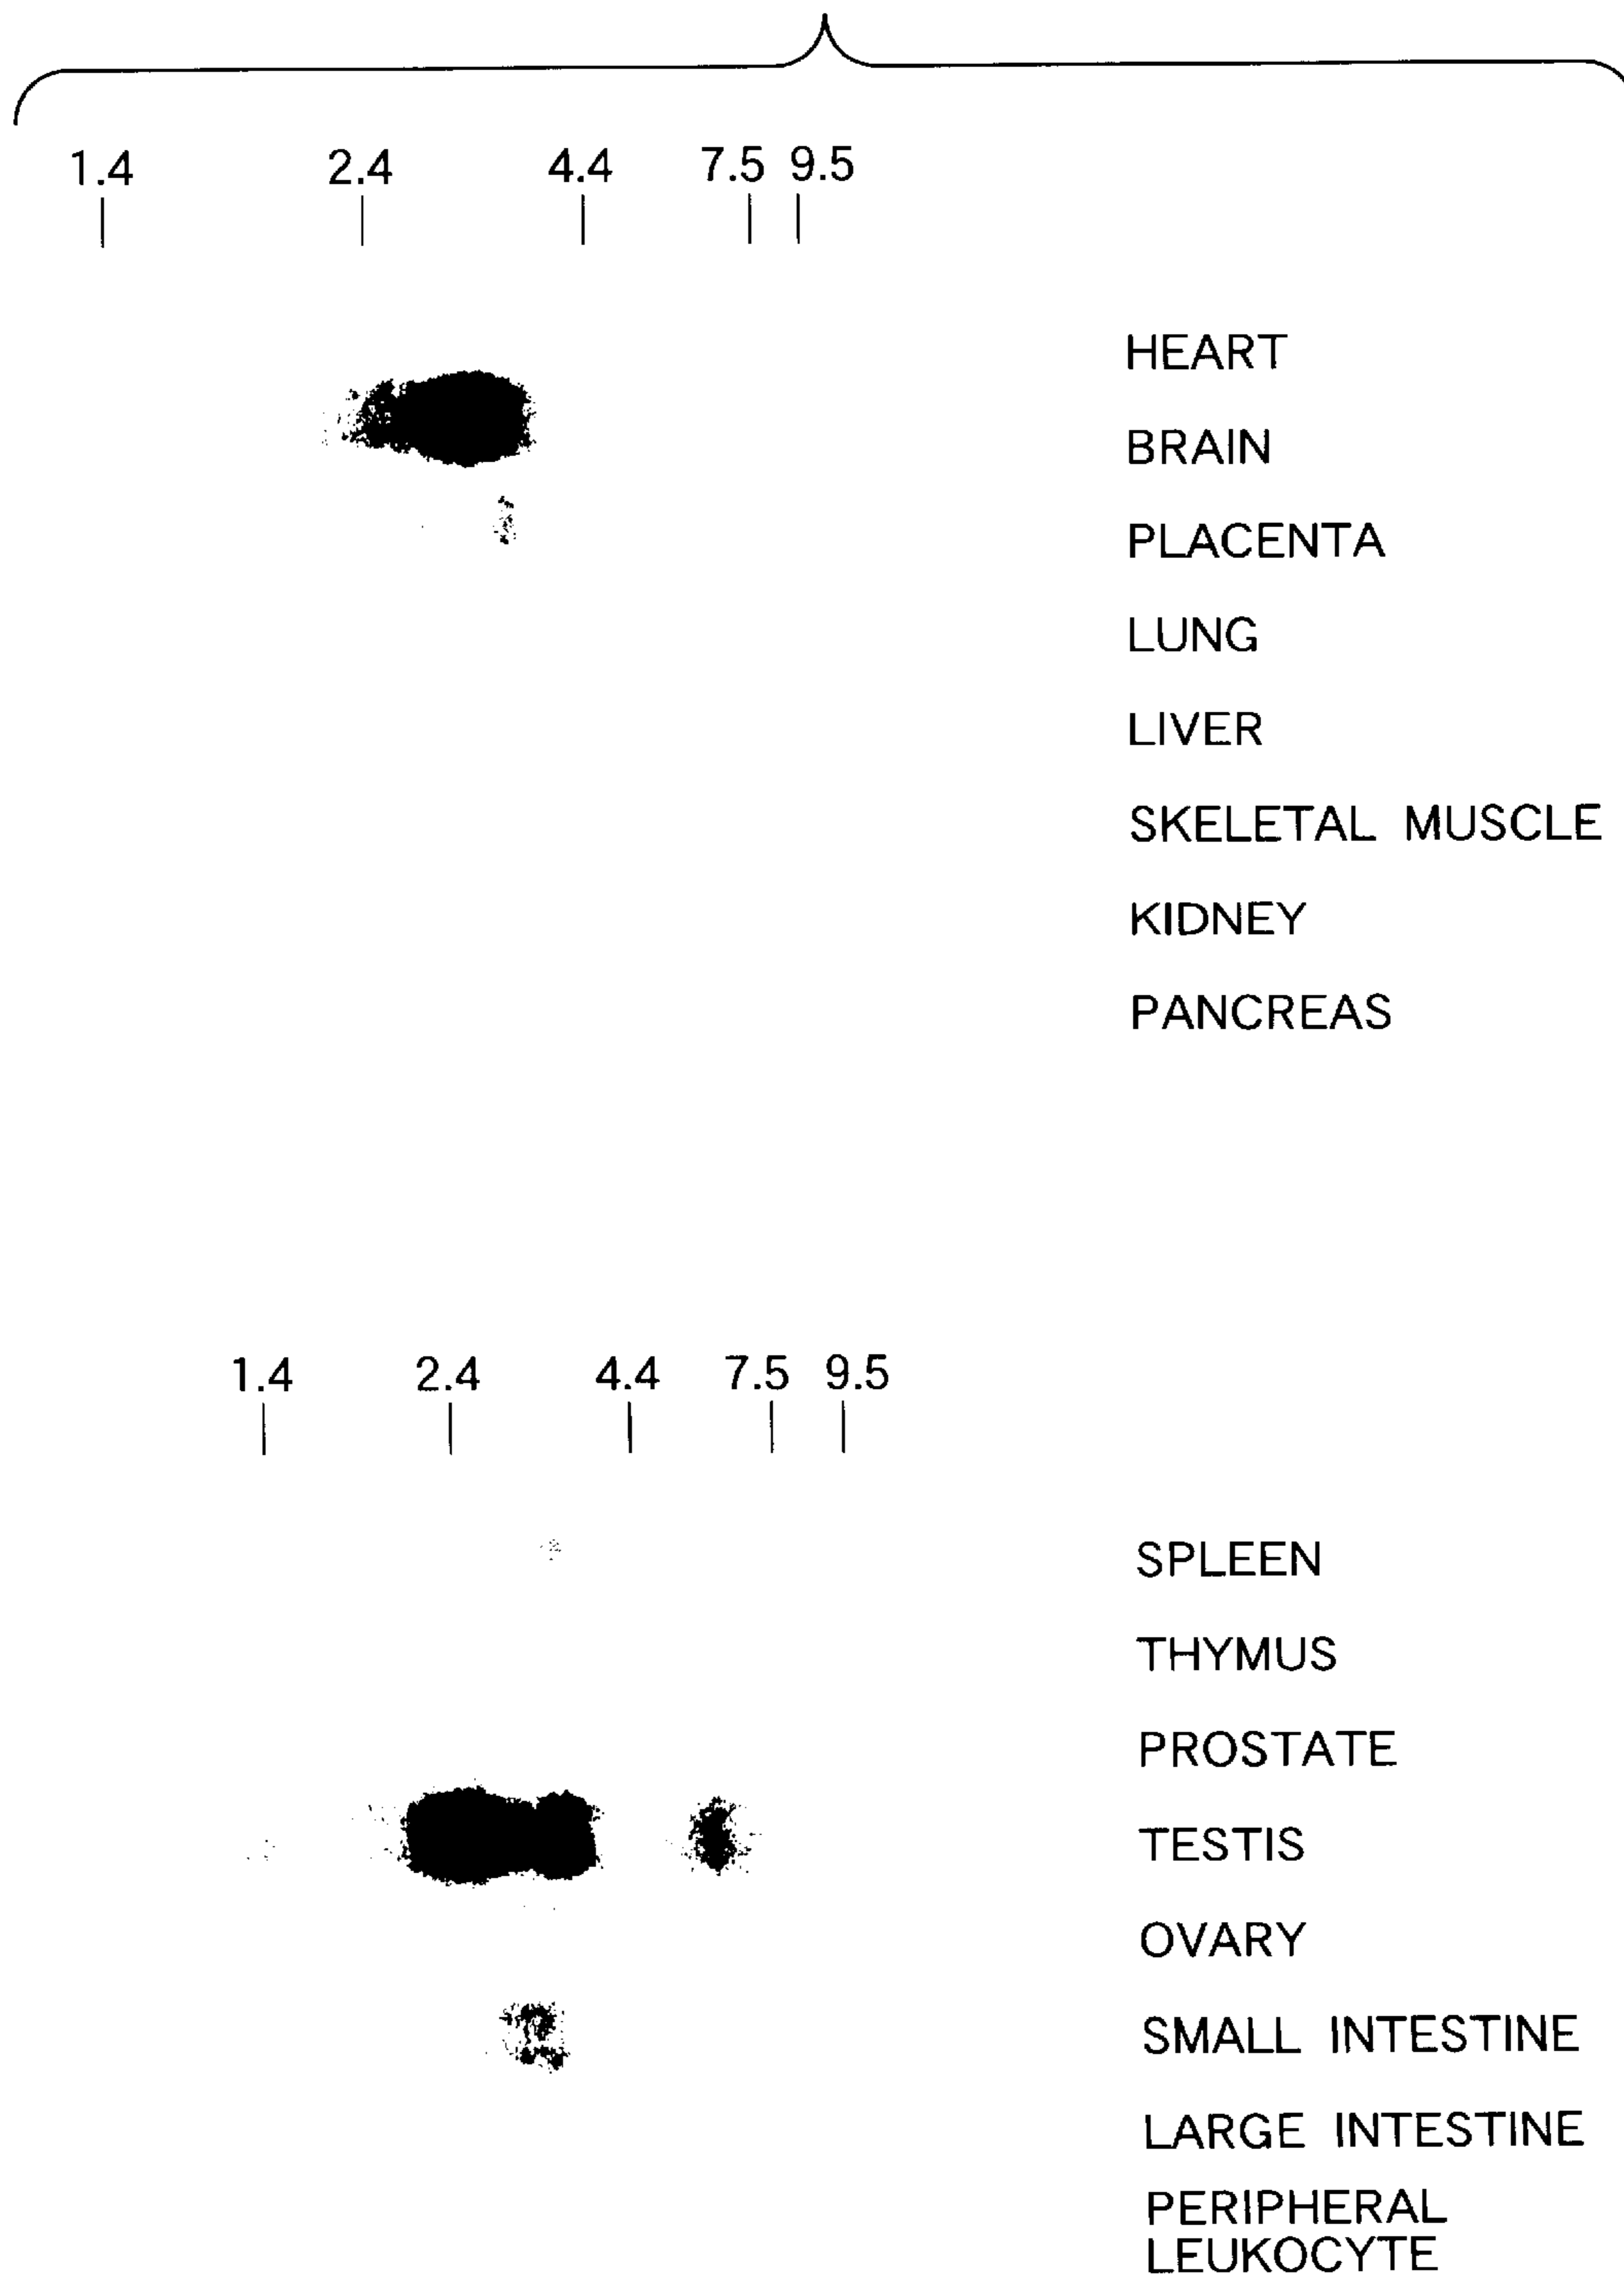 1.4 2.4 4.4 7.5 9.5
HEART
BRAIN
PLACENTA
LUNG
LIVER
SKELETAL MUSCLE
KIDNEY
PANCREAS
1.4 2.4 4.4 7.5 9.5
SPLEEN
THYMUS
PROSTATE
TESTIS
OVARY
SMALL INTESTINE
LARGE INTESTINE
PERIPHERAL
LEUKOCYTE